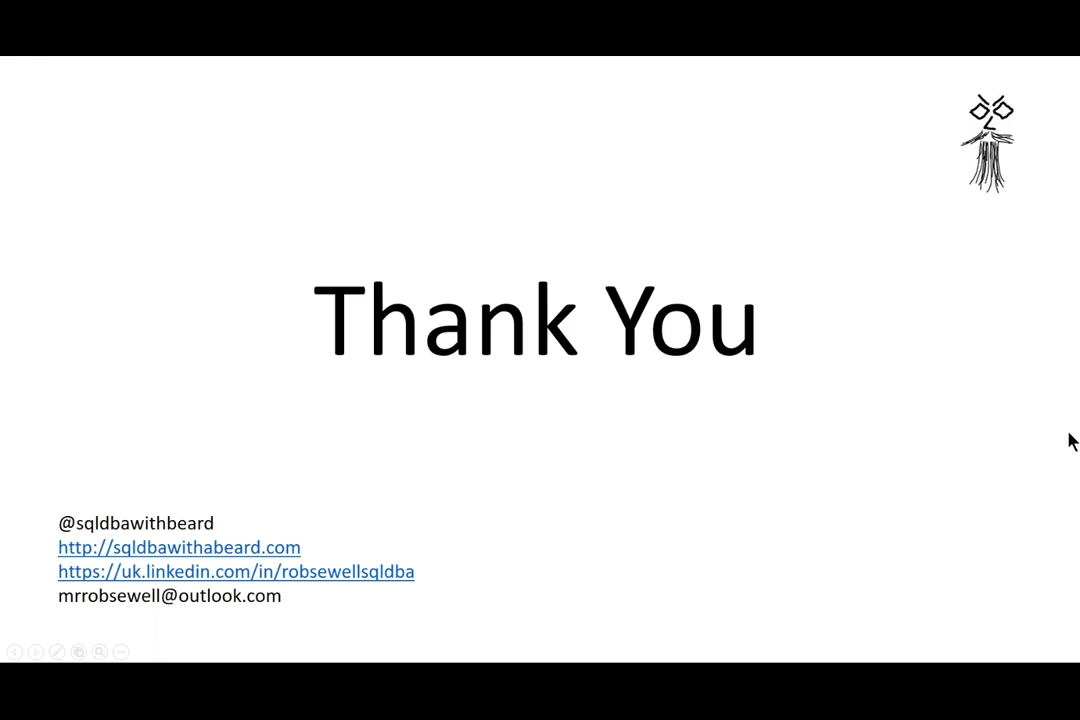 Thank You
@sqldbawithbeard
http://sqldbawithabeard.com
https://uk.linkedin.com/in/robsewellsqldba
mrrobsewell@outlook.com